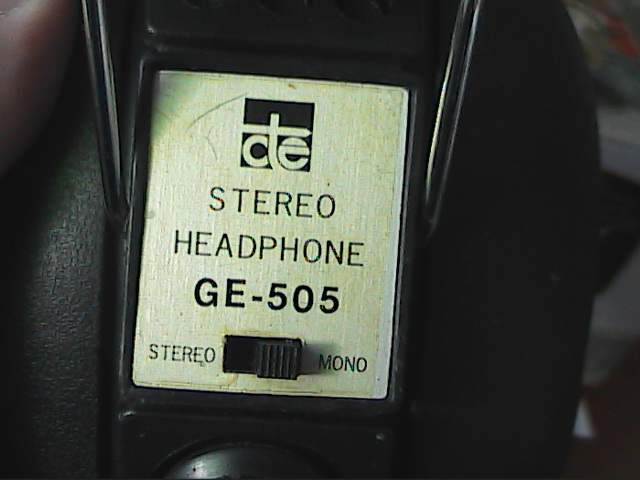 de
STEREO
HEADPHONE
GE-505
STEREO MONO